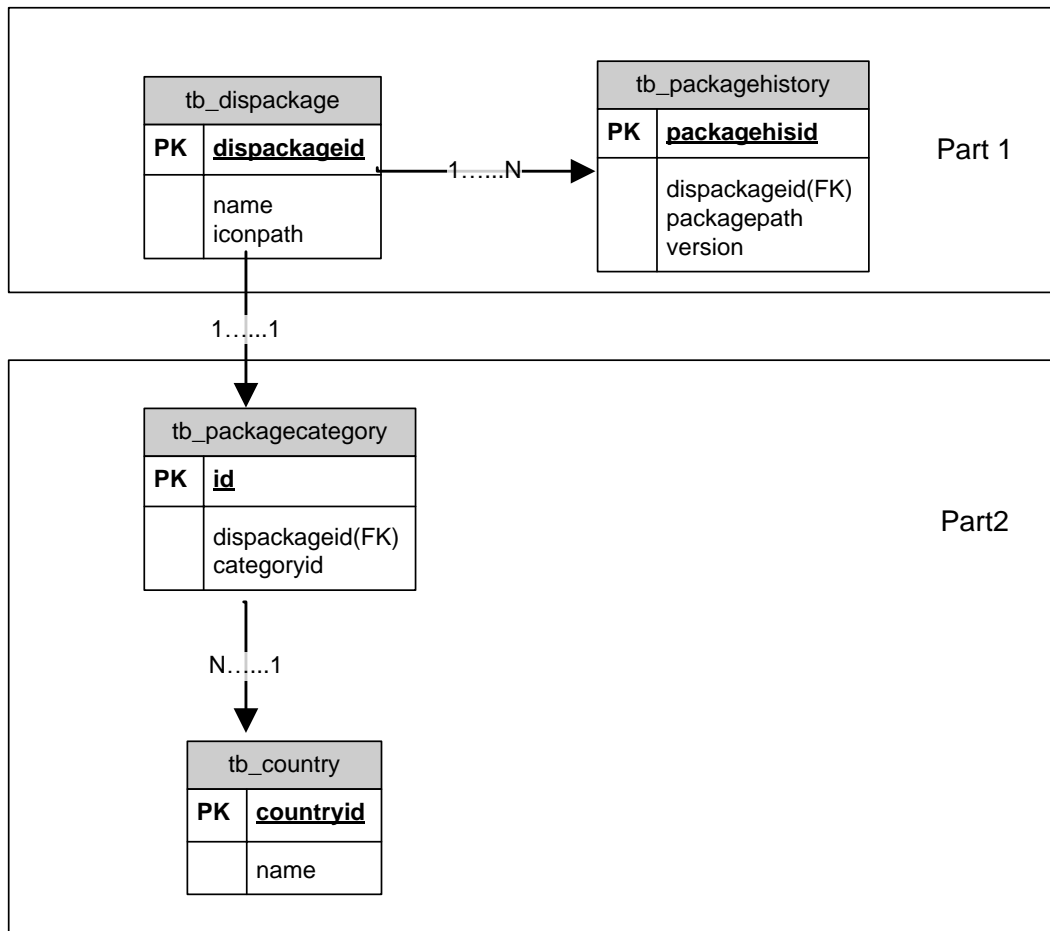 tb_dispackage
PK dispackageid
name
iconpath
1…...N
tb_packagehistory
PK packagehisid
dispackageid(FK)
packagepath
version
Part 1
1…...1
tb_packagecategory
PK id
dispackageid(FK)
categoryid
Part2
N…...1
tb_country
PK countryid
name